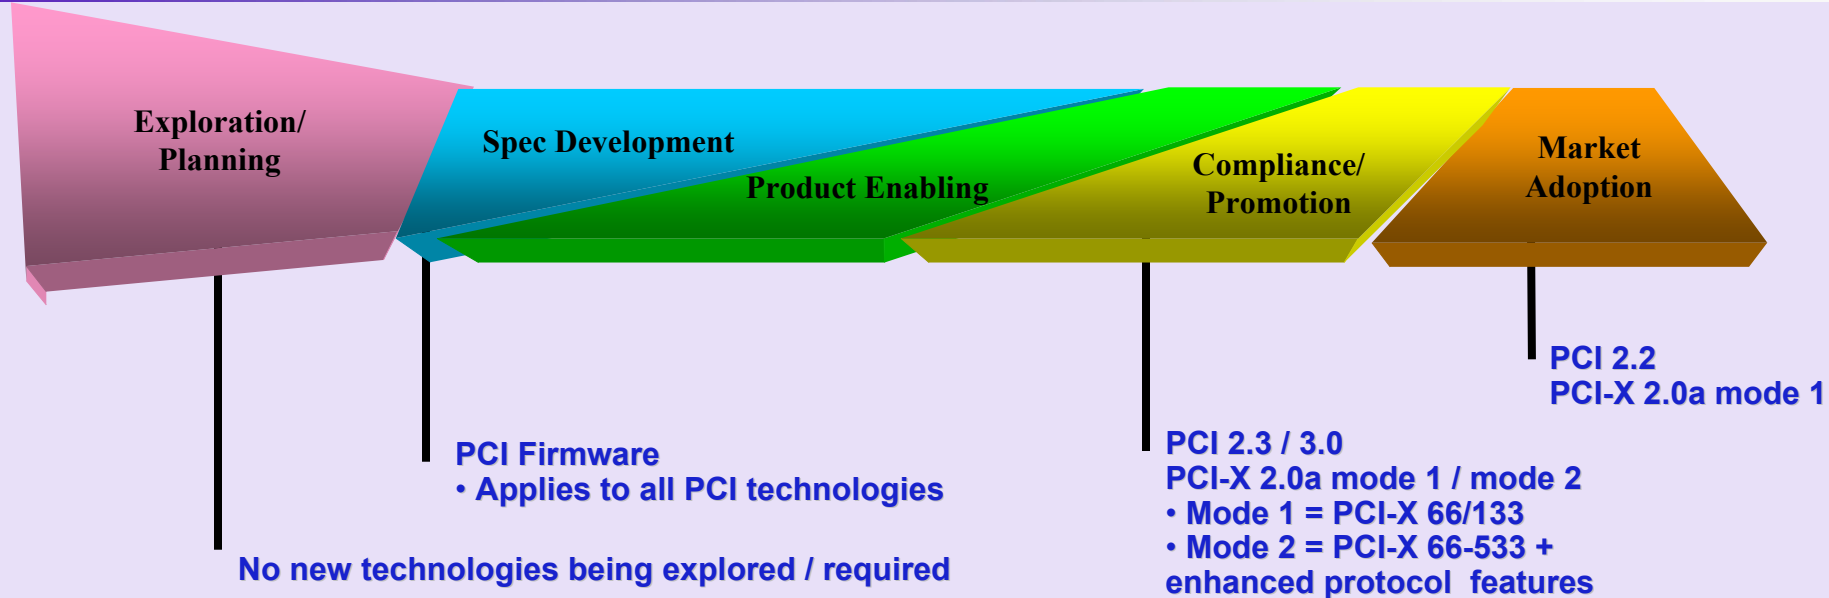 Exploration/
Planning
Spec Development
Product Enabling
Compliance/
Promotion
Market
Adoption
PCI 2.2
PCI-X 2.0a mode 1
PCI Firmware
• Applies to all PCI technologies
PCI 2.3 / 3.0
PCI-X 2.0a mode 1 / mode 2
• Mode 1 = PCI-X 66/133
• Mode 2 = PCI-X 66-533 +
enhanced protocol features
No new technologies being explored / required